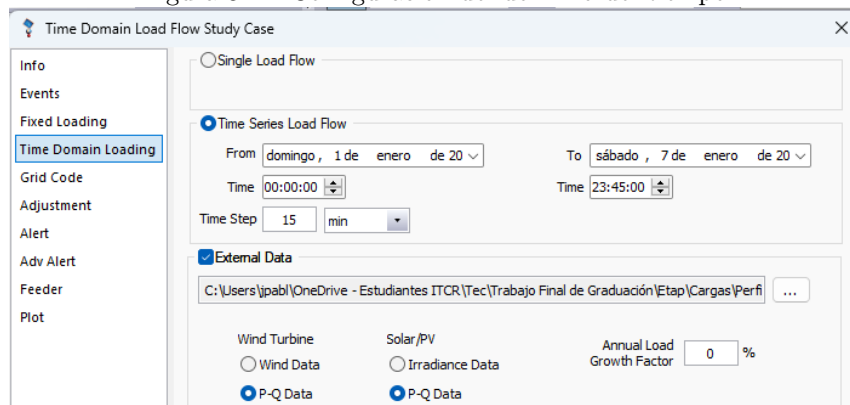 Time Domain Load Flow Study Case
Info
Events
Fixed Loading
Time Domain Loading
Grid Code
Adjustment
Alert
Adv Alert
Feeder
Plot
Single Load Flow
Time Series Load Flow
From domingo , 1 de enero de 20 To sábado , 7 de enero de 20
Time 00:00:00 Time 23:45:00
Time Step 15 min
External Data
C:\Users\jpabl\OneDrive - Estudiantes ITCR\Tec\Trabajo Final de Graduación\Etap\Cargas\Perfi ...
Wind Turbine Solar/PV Annual Load
Growth Factor 0 %
Wind Data Irradiance Data
P-Q Data P-Q Data